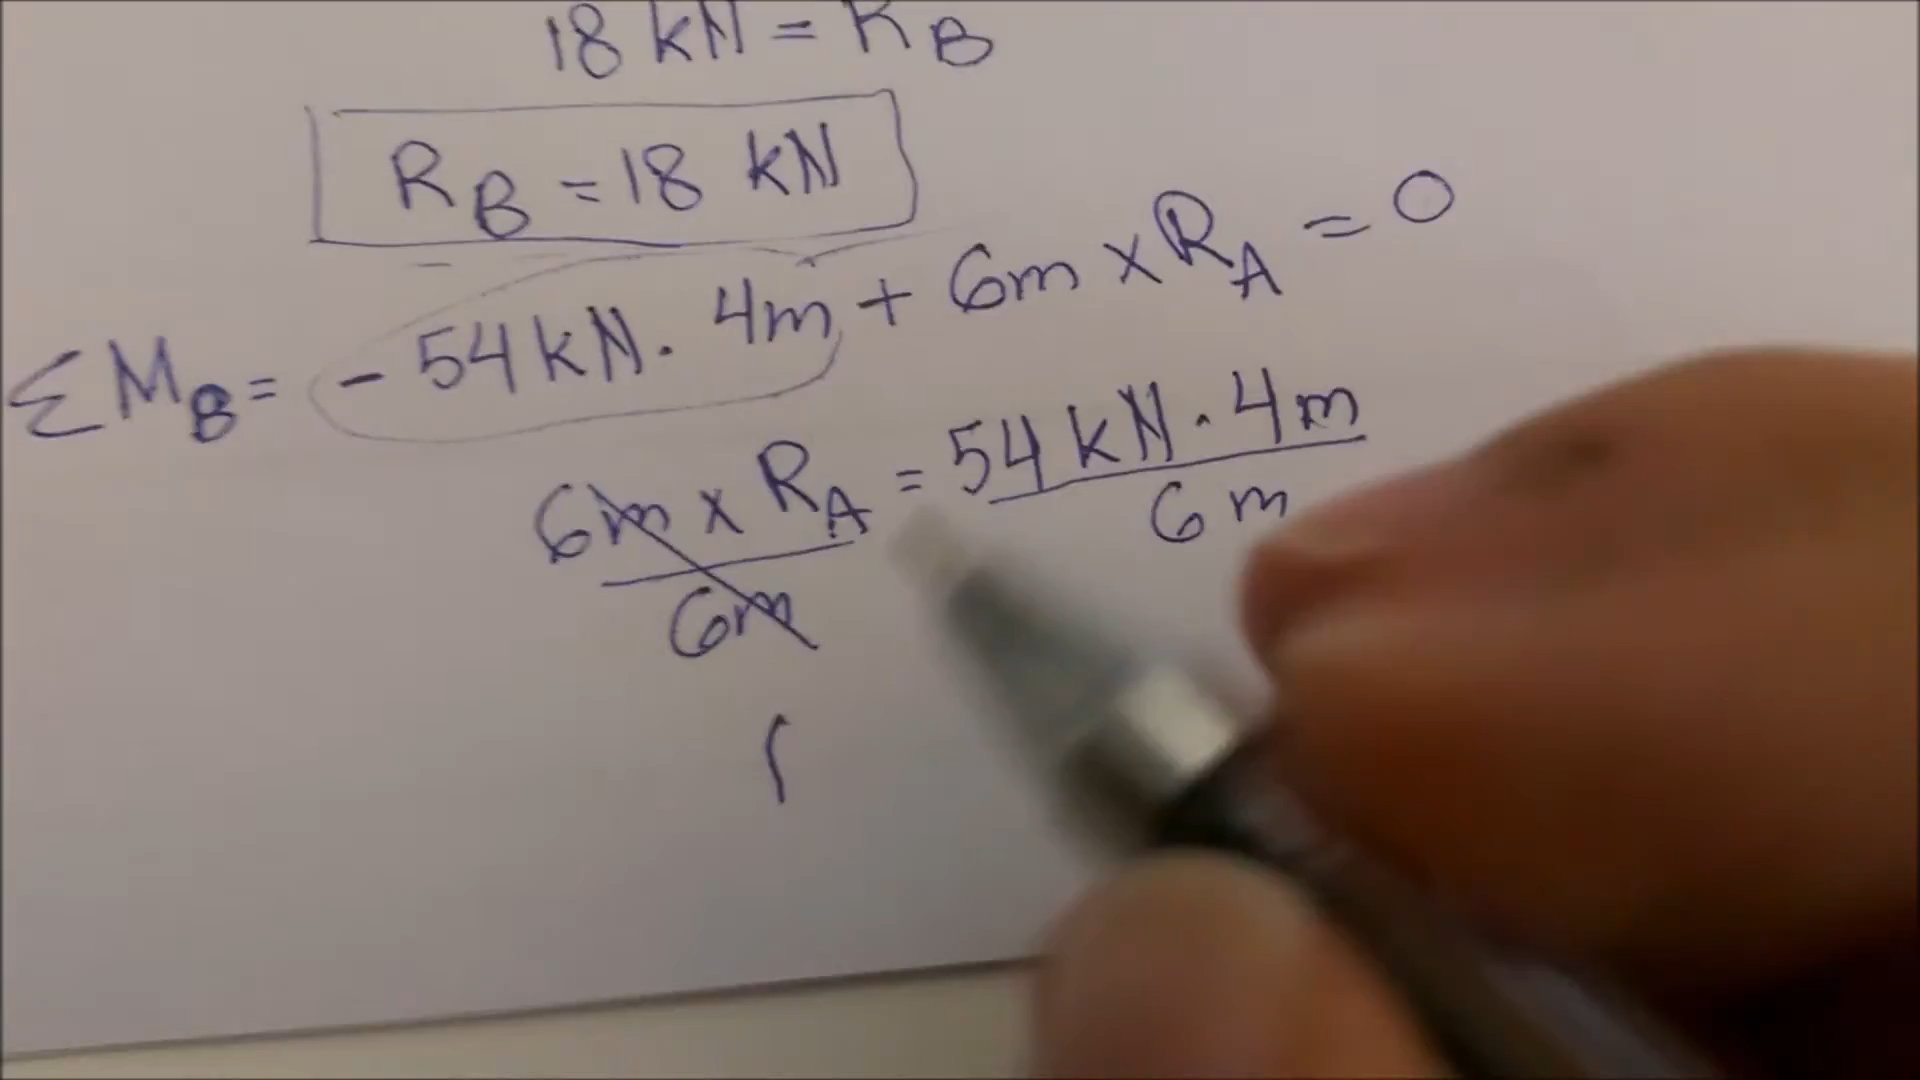 18 kN = RB
RB = 18 kN
ΣMB = - 54 kN · 4m + 6m x RA = 0
6m x RA = 54 kN · 4m
6m 6m